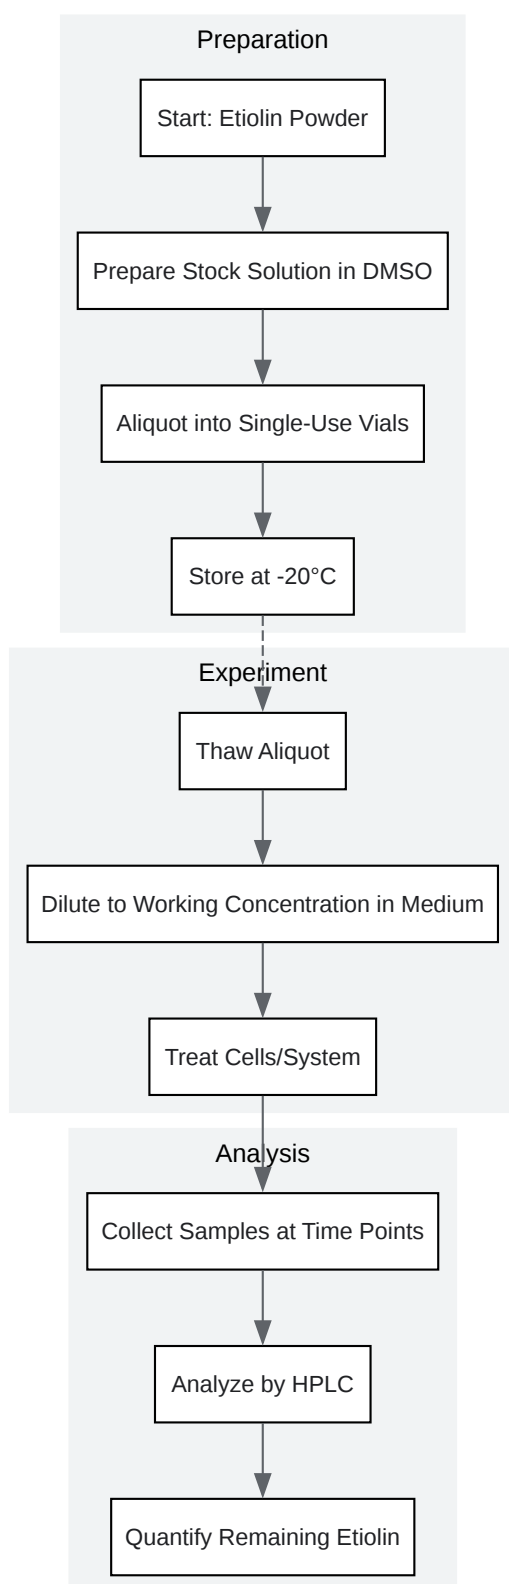 Preparation
Start: Etiolin Powder
Prepare Stock Solution in DMSO
Aliquot into Single-Use Vials
Store at -20°C
Experiment
Thaw Aliquot
Dilute to Working Concentration in Medium
Treat Cells/System
Analysis
Collect Samples at Time Points
Analyze by HPLC
Quantify Remaining Etiolin